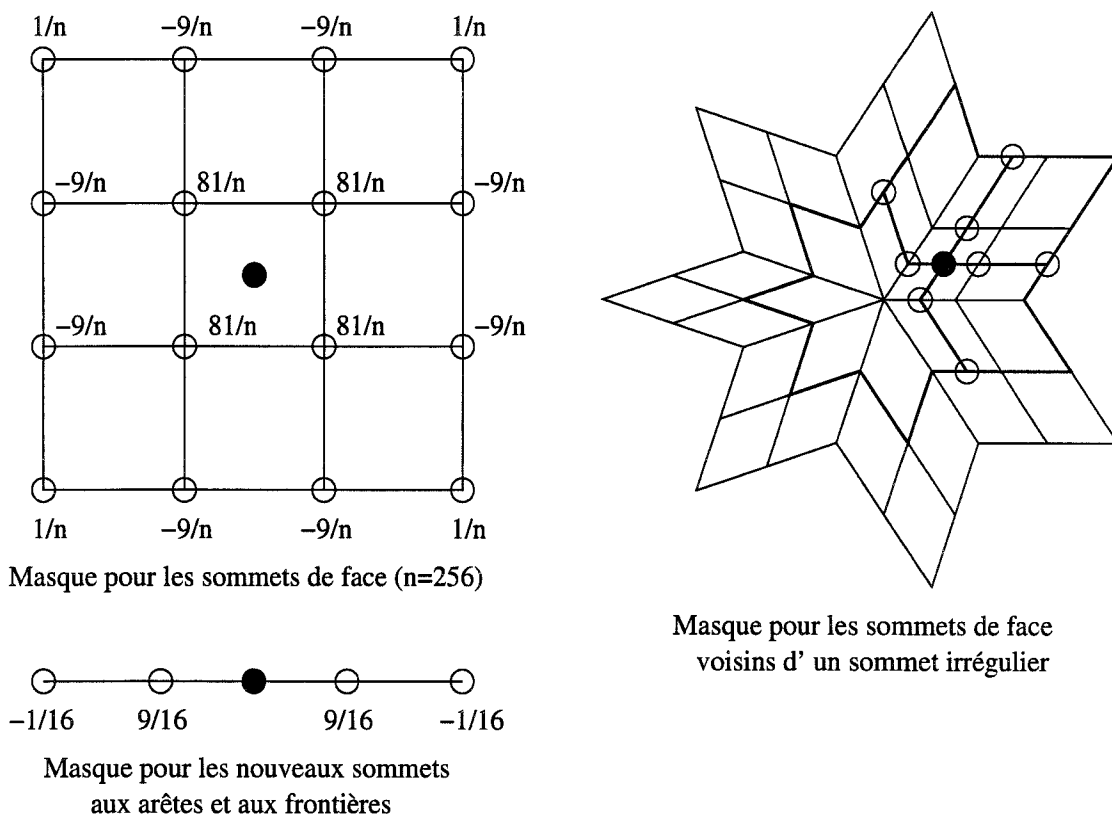 1/n −9/n −9/n 1/n
−9/n 81/n 81/n −9/n
−9/n 81/n 81/n −9/n
1/n −9/n −9/n 1/n
Masque pour les sommets de face (n=256)
−1/16 9/16 9/16 −1/16
Masque pour les nouveaux sommets
aux arêtes et aux frontières
Masque pour les sommets de face
voisins d' un sommet irrégulier